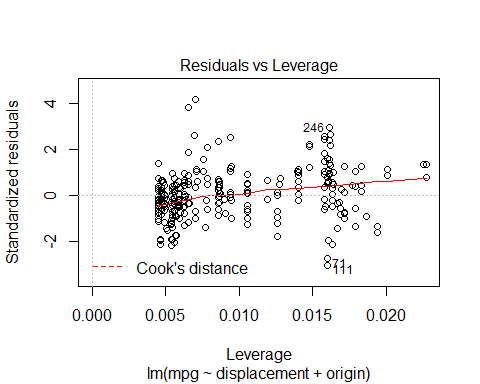 Residuals vs Leverage
Standardized residuals
4
2
0
-2
246
71
111
Cook's distance
0.000 0.005 0.010 0.015 0.020
Leverage
lm(mpg ~ displacement + origin)